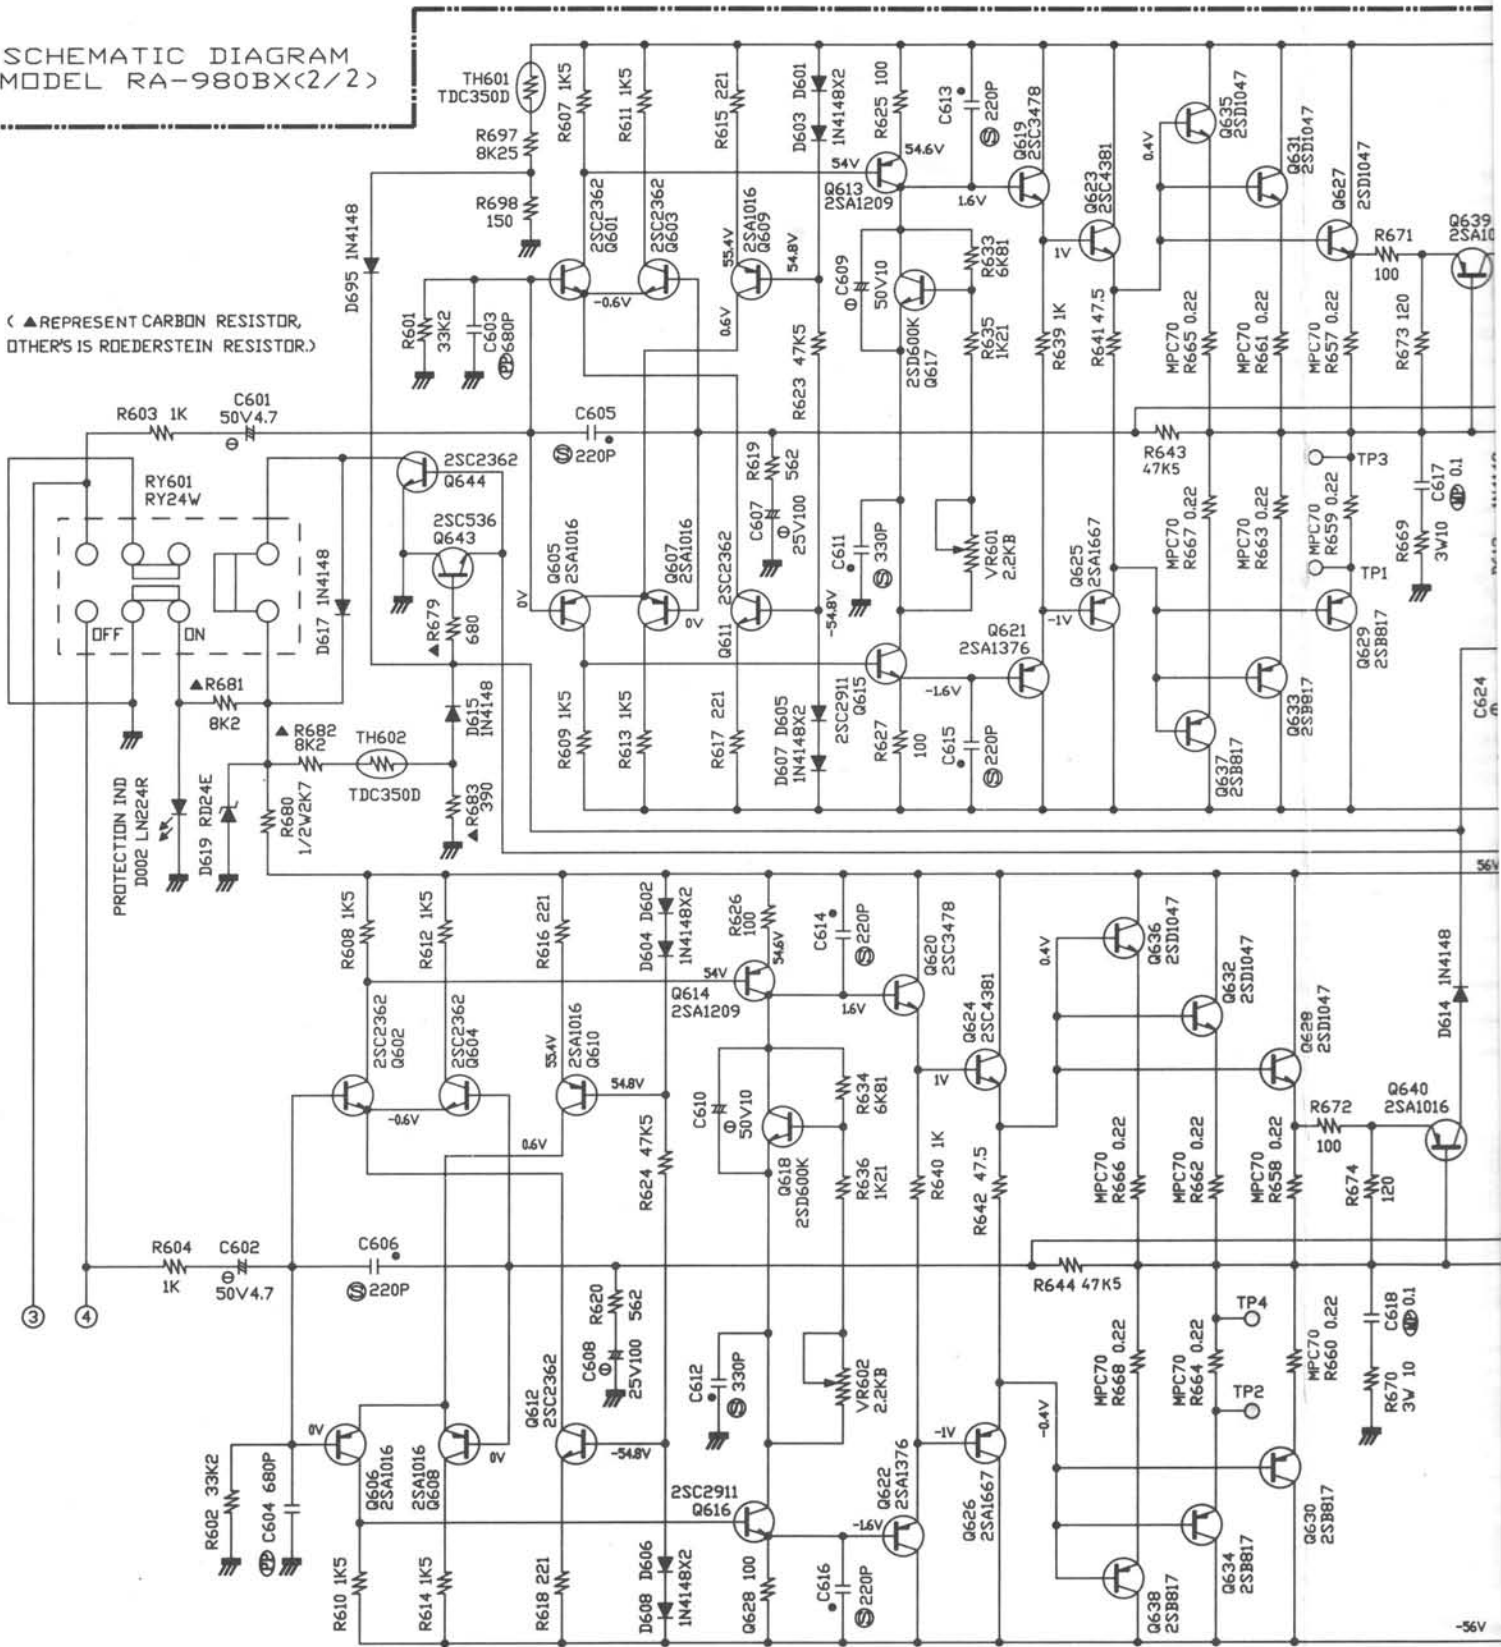 SCHEMATIC DIAGRAM
MODEL RA-980BX(2/2)
( ▲REPRESENT CARBON RESISTOR,
OTHER'S IS ROEDERSTEIN RESISTOR.)
TH601
TDC350D
R697
8K25
R698
150
D695 1N4148
R607 1K5
R611 1K5
R615 221
D603 D601
1N4148X2
R625 100
C613
220P
Q619
2SC3478
Q623
2SC4381
0.4V
Q635
2SD1047
Q631
2SD1047
Q627
2SD1047
R671
100
Q639
54V
54.6V
Q613
2SA1209
1.6V
1V
2SC2362
Q601
2SC2362
Q603
2SA1016
Q609
55.4V
54.8V
-0.6V
0.6V
R601
33K2
C603
680P
R623 47K5
C609
50V10
2SD600K
Q617
R633
6K81
R635
1K21
R639 1K
R641 47.5
MPC70
R665 0.22
MPC70
R661 0.22
MPC70
R657 0.22
R673 120
R603 1K
C601
50V4.7
C605
220P
R619
562
C607
25V100
R643
47K5
TP3
C617
0.1
RY601
RY24W
OFF
ON
D617 1N4148
2SC2362
Q644
2SC536
Q643
▲R679
680
Q605
2SA1016
Q607
2SA1016
0V
0V
Q611
2SC2362
-54.8V
C611
330P
VR601
2.2KB
Q625
2SA1667
-1V
MPC70
R667 0.22
MPC70
R663 0.22
MPC70
R659 0.22
TP1
R669
3W10
Q629
2SB817
Q633
2SB817
Q637
2SB817
C624
▲R681
8K2
▲R682
8K2
TH602
TDC350D
D615
1N4148
▲R683
390
R609 1K5
R613 1K5
R617 221
D607 D605
1N4148X2
2SC2911
Q615
Q621
2SA1376
-1.6V
R627
100
C615
220P
PROTECTION IND
D002 LN224R
D619 RD24E
R680
1/2W2K7
56V
R608 1K5
R612 1K5
R616 221
D604 D602
1N4148X2
R626
100
C614
220P
Q620
2SC3478
Q624
2SC4381
0.4V
Q636
2SD1047
Q632
2SD1047
Q628
2SD1047
D614 1N4148
54V
54.6V
Q614
2SA1209
1.6V
1V
2SC2362
Q602
2SC2362
Q604
55.4V
2SA1016
Q610
54.8V
-0.6V
0.6V
R624 47K5
C610
50V10
Q618
2SD600K
R634
6K81
R636
1K21
R640 1K
R642 47.5
MPC70
R666 0.22
MPC70
R662 0.22
MPC70
R658 0.22
R672
100
R674
120
Q640
2SA1016
R604
1K
C602
50V4.7
C606
220P
R620
562
C608
25V100
R644 47K5
TP4
C618
0.1
3
4
Q612
2SC2362
-54.8V
C612
330P
VR602
2.2KB
-1V
-0.4V
MPC70
R668 0.22
MPC70
R664 0.22
TP2
MPC70
R660 0.22
R670
3W 10
0V
Q606
2SA1016
2SA1016
Q608
0V
R602 33K2
C604 680P
2SC2911
Q616
-1.6V
Q622
2SA1376
Q626
2SA1667
Q638
2SB817
Q634
2SB817
Q630
2SB817
R610 1K5
R614 1K5
R618 221
D608 D606
1N4148X2
Q628 100
C616
220P
-56V